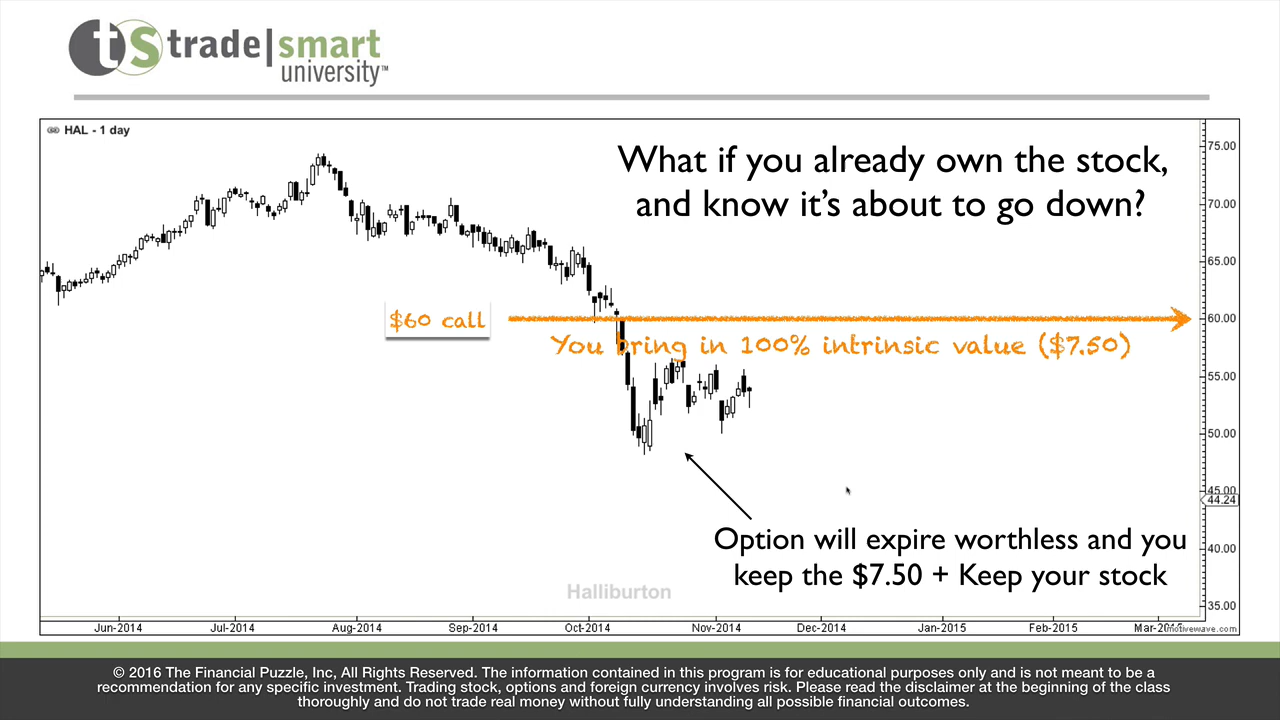 ts trade|smart
university™
HAL - 1 day
What if you already own the stock,
and know it's about to go down?
75.00
70.00
65.00
60.00
55.00
50.00
45.00
44.24
40.00
35.00
$60 call
You bring in 100% intrinsic value ($7.50)
Option will expire worthless and you
keep the $7.50 + Keep your stock
Halliburton
Jun-2014 Jul-2014 Aug-2014 Sep-2014 Oct-2014 Nov-2014 Dec-2014 Jan-2015 Feb-2015 Mar-2015
motivewave.com
© 2016 The Financial Puzzle, Inc, All Rights Reserved. The information contained in this program is for educational purposes only and is not meant to be a
recommendation for any specific investment. Trading stock, options and foreign currency involves risk. Please read the disclaimer at the beginning of the class
thoroughly and do not trade real money without fully understanding all possible financial outcomes.